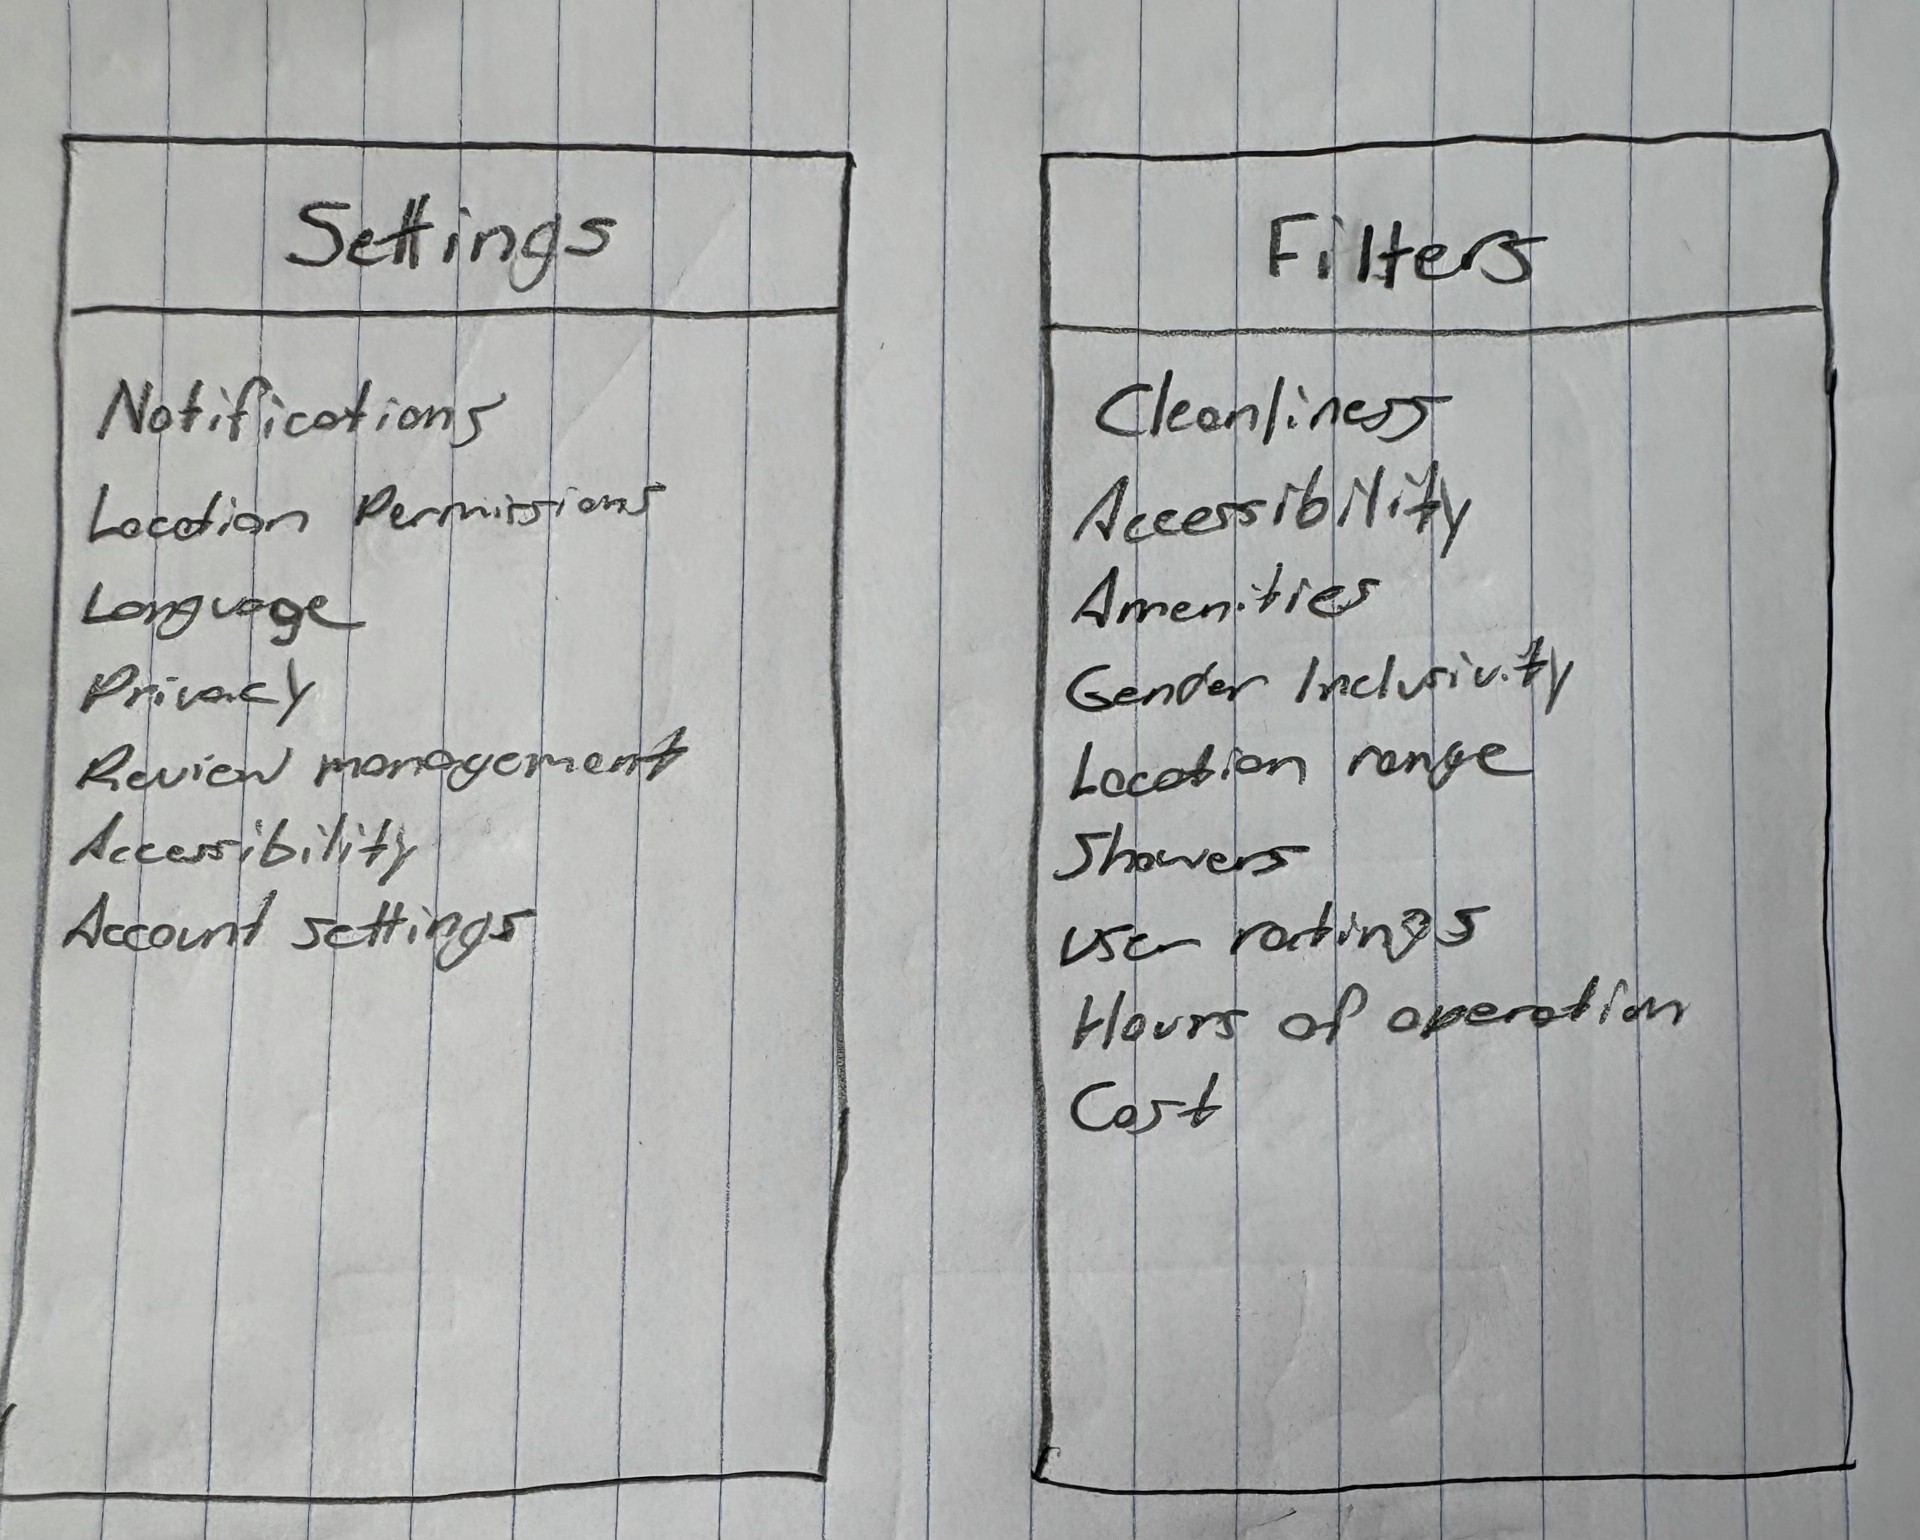 Settings
Notifications
Location Permissions
Language
Privacy
Review management
Accessibility
Account settings
Filters
Cleanliness
Accessibility
Amenities
Gender Inclusivity
Location range
Showers
user ratings
Hours of operation
Cost